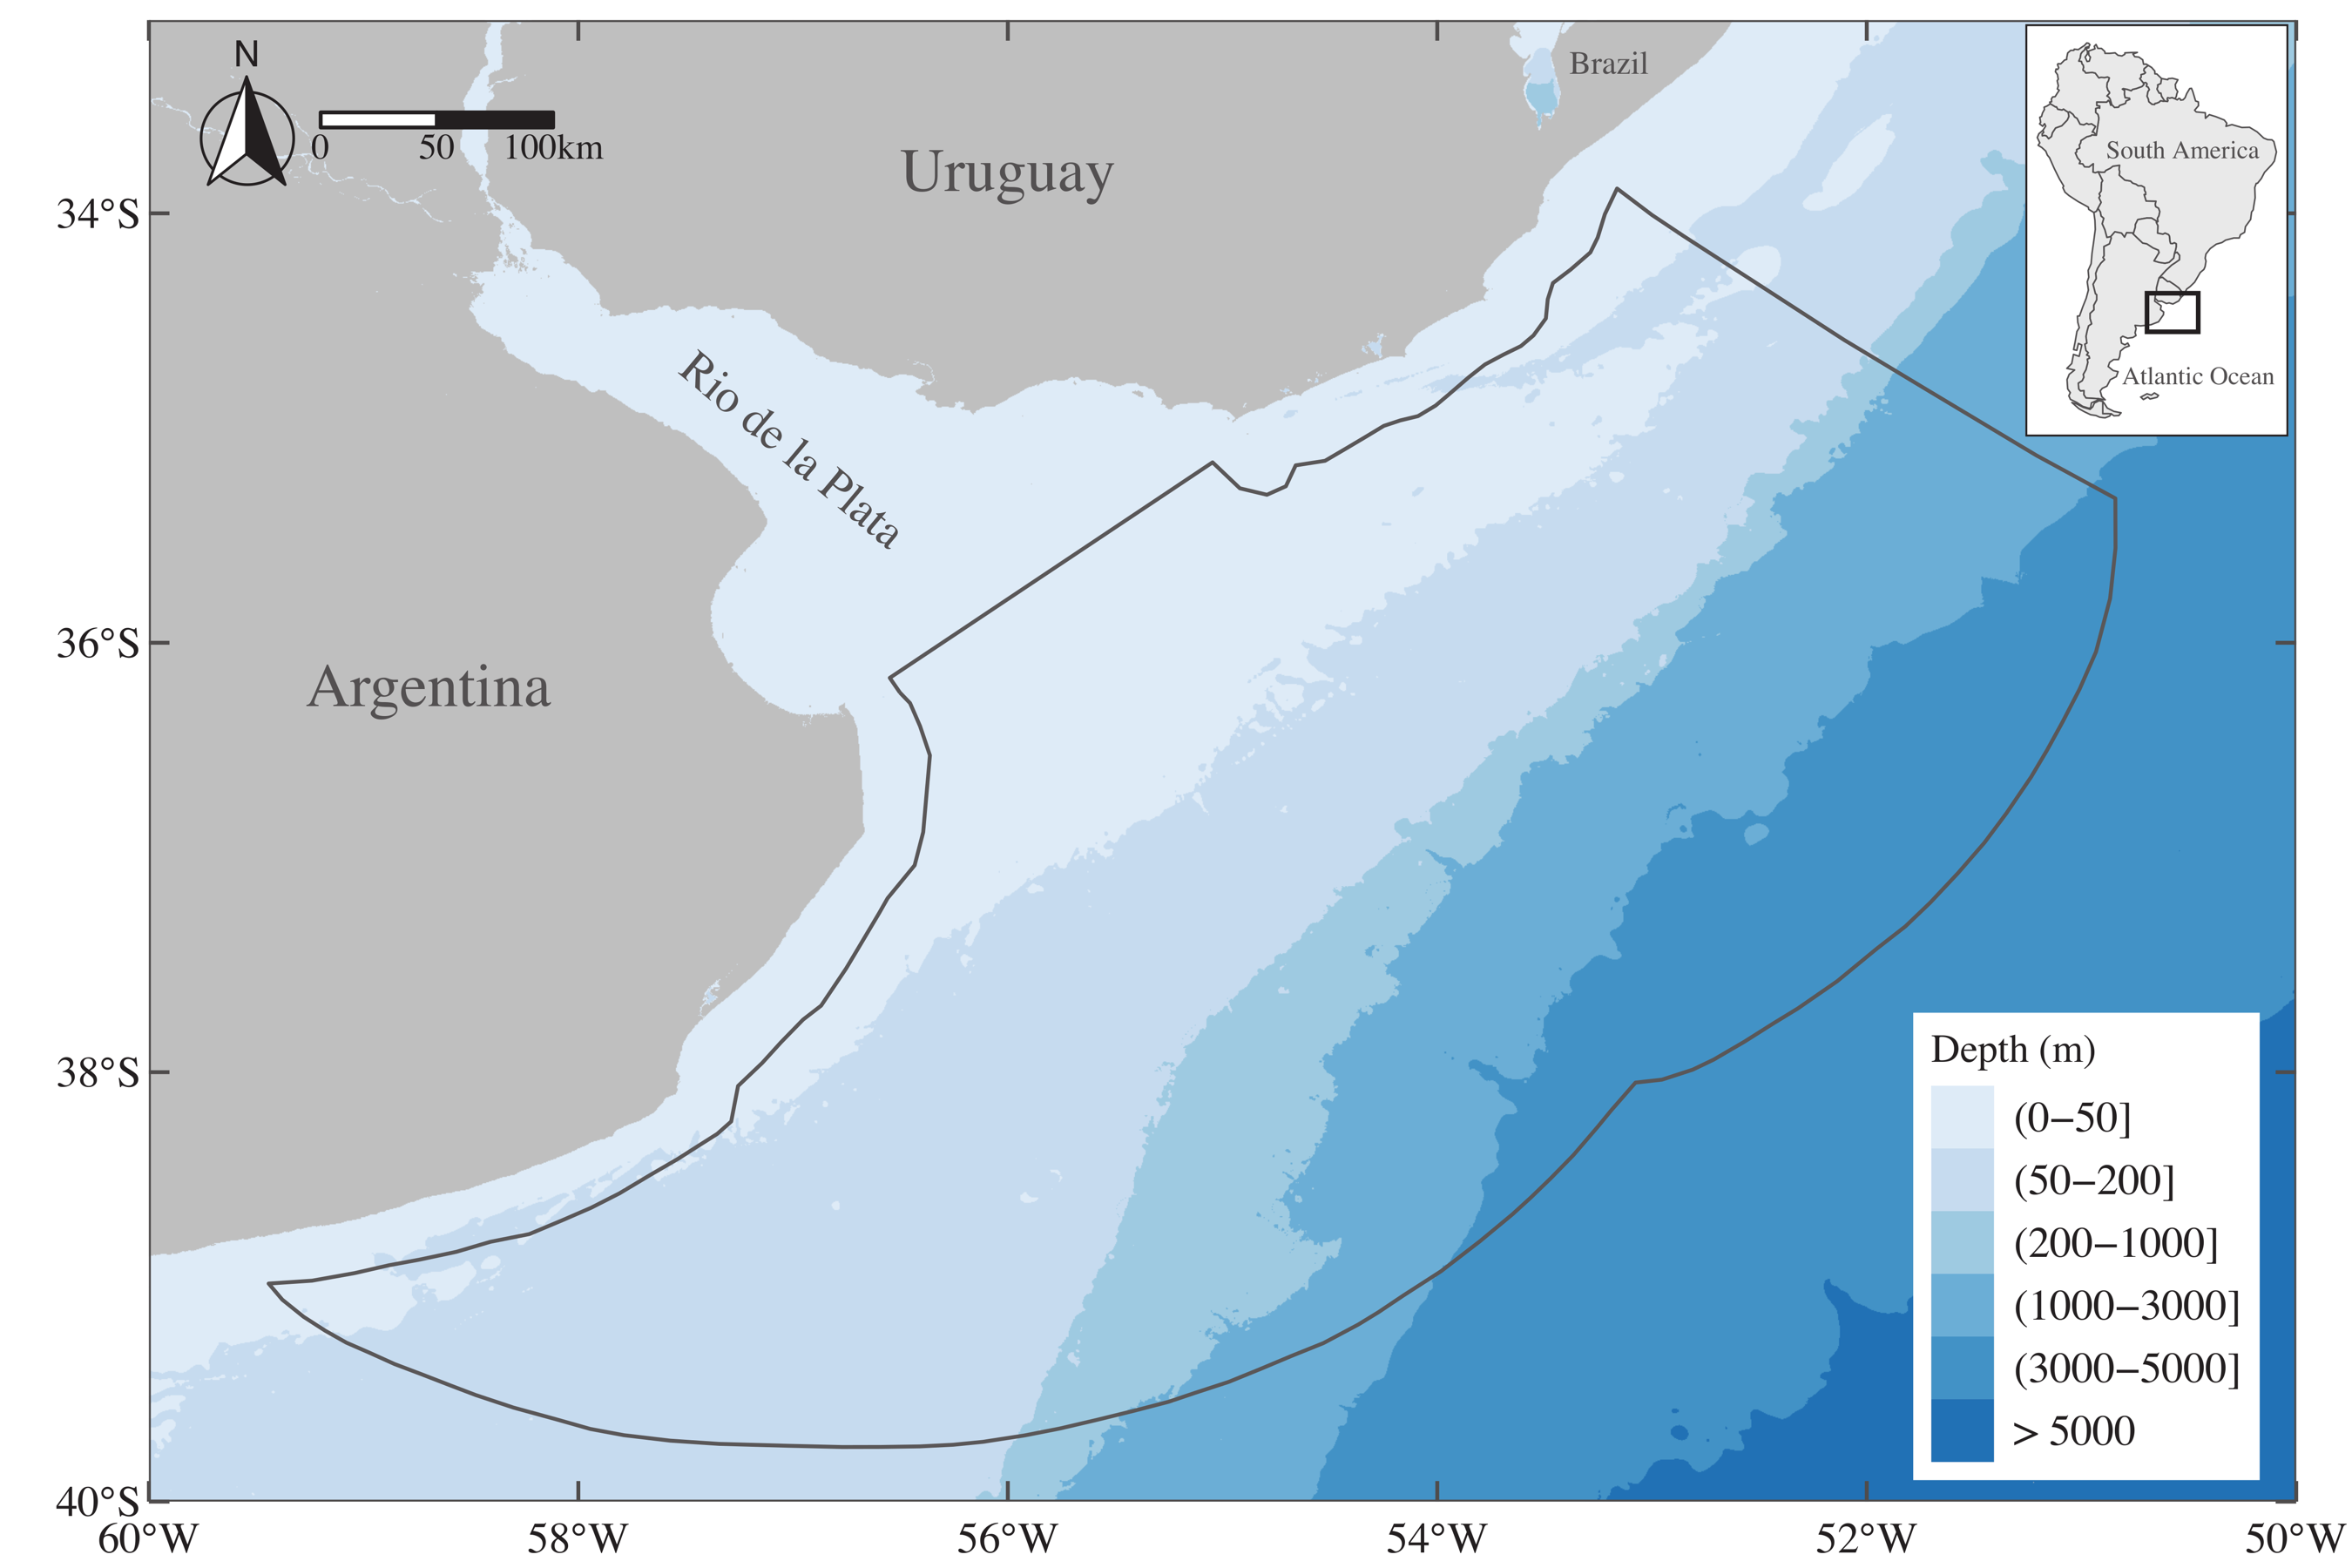 N
0 50 100km
Brazil
Uruguay
South America
Atlantic Ocean
Rio de la Plata
Argentina
34°S
36°S
38°S
40°S
60°W 58°W 56°W 54°W 52°W 50°W
Depth (m)
(0–50]
(50–200]
(200–1000]
(1000–3000]
(3000–5000]
> 5000